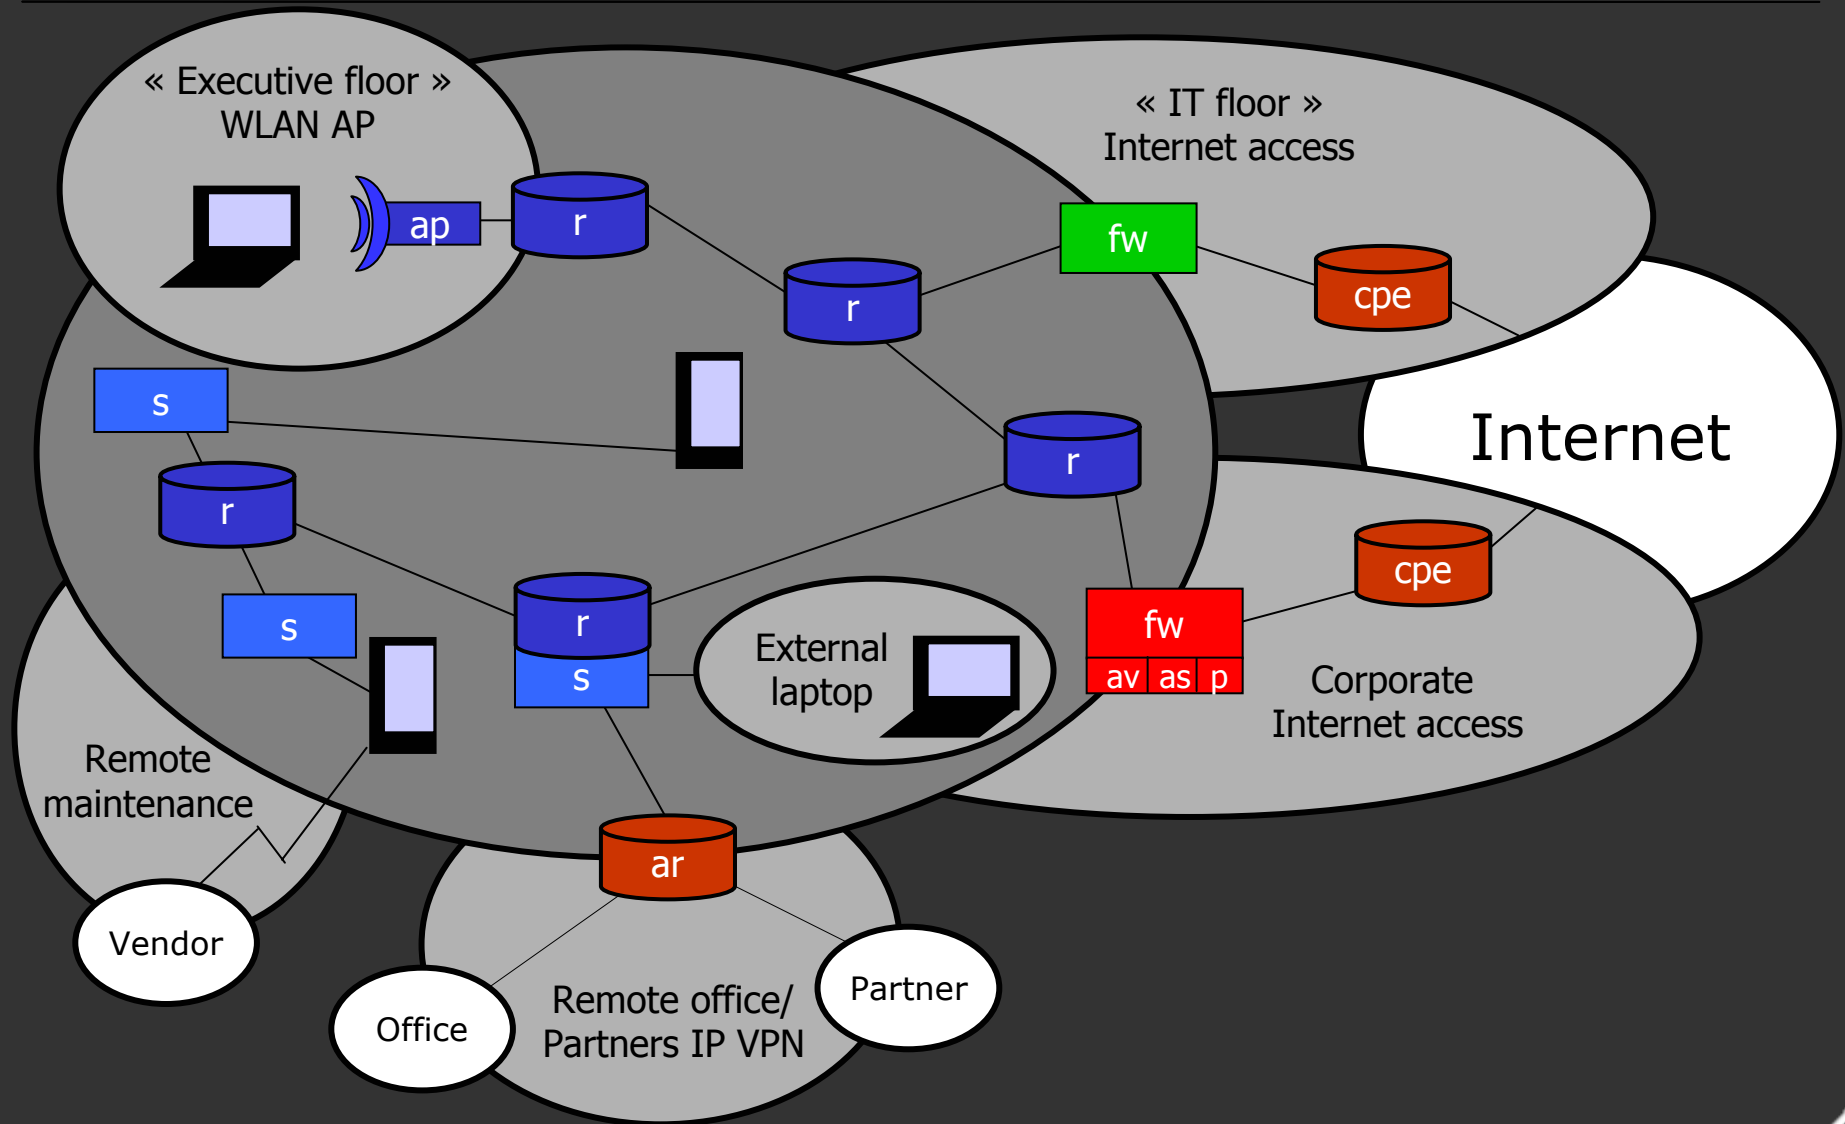 « Executive floor »
WLAN AP
« IT floor »
Internet access
ap
r
fw
r
cpe
s
r
Internet
r
cpe
s
r
fw
s
av as p
External
laptop
Corporate
Internet access
Remote
maintenance
ar
Vendor
Office
Remote office/
Partners IP VPN
Partner